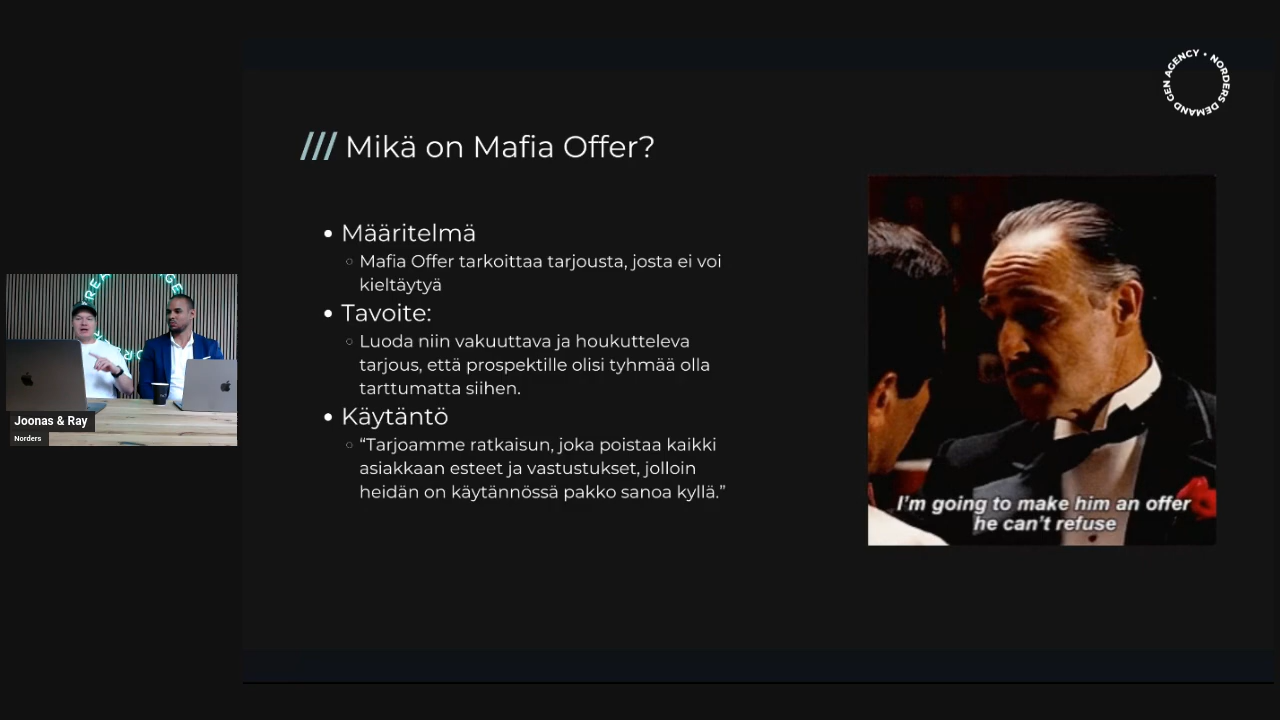 NORDERS DEMAND GEN AGENCY •
/// Mikä on Mafia Offer?
• Määritelmä
○ Mafia Offer tarkoittaa tarjousta, josta ei voi
kieltäytyä
• Tavoite:
○ Luoda niin vakuuttava ja houkutteleva
tarjous, että prospektille olisi tyhmää olla
tarttumatta siihen.
• Käytäntö
○ “Tarjoamme ratkaisun, joka poistaa kaikki
asiakkaan esteet ja vastustukset, jolloin
heidän on käytännössä pakko sanoa kyllä.”
I'm going to make him an offer
he can't refuse
Joonas & Ray
Norders